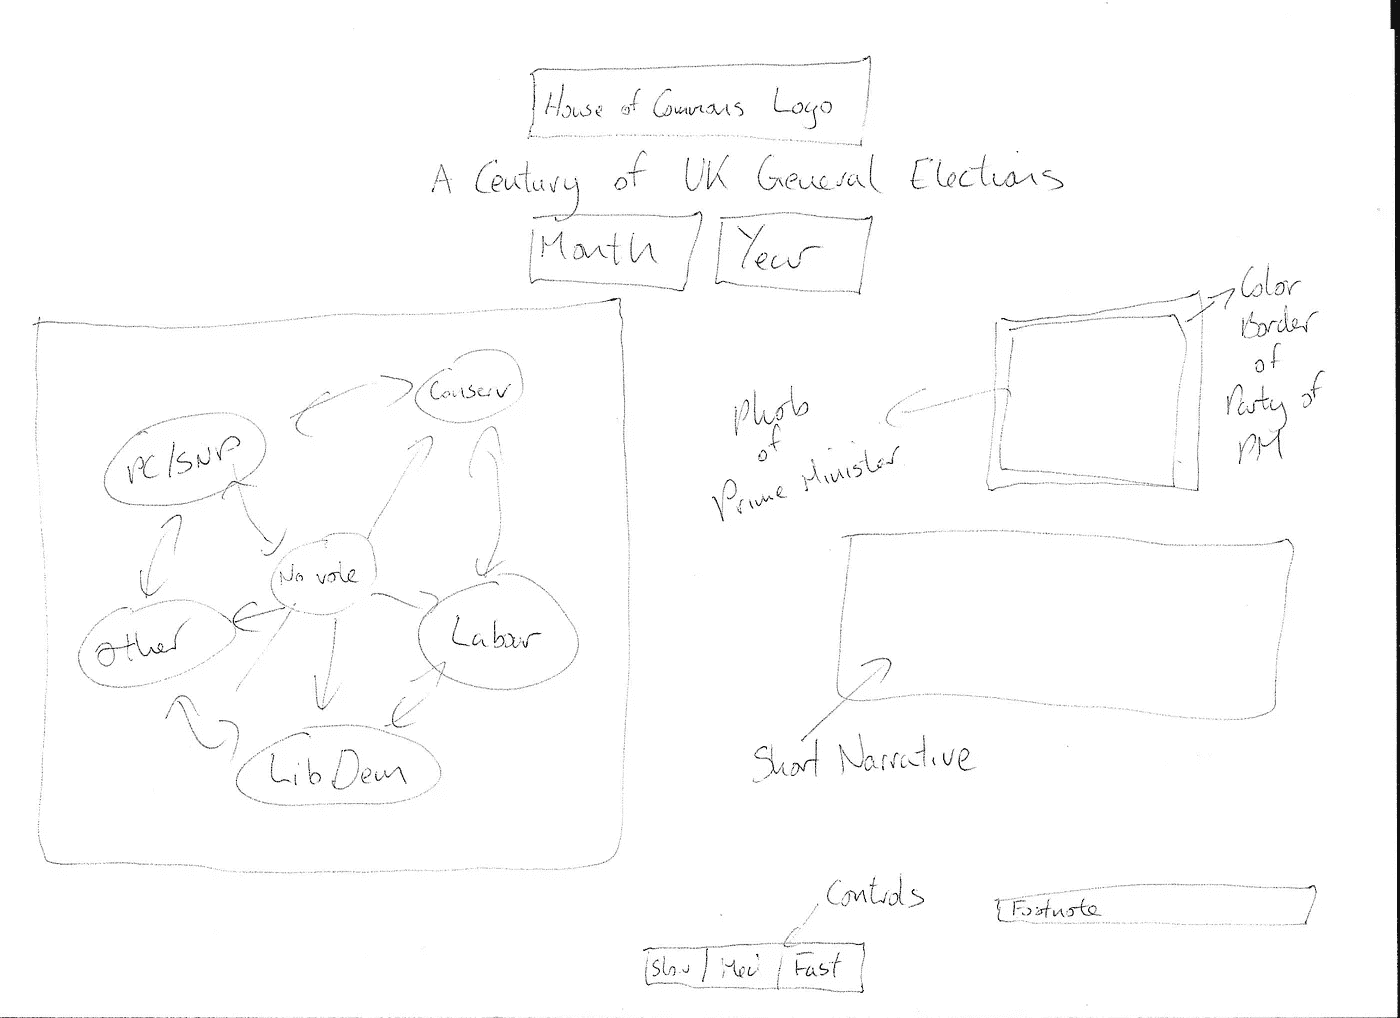 House of Commons Logo
A Century of UK General Elections
Month
Year
Conserv
PC/SNP
No vote
Other
Labour
Lib Dem
Photo
of
Prime Minister
Color
Border
of
Party of
PM
Short Narrative
Controls
Slow
Med
Fast
Footnote